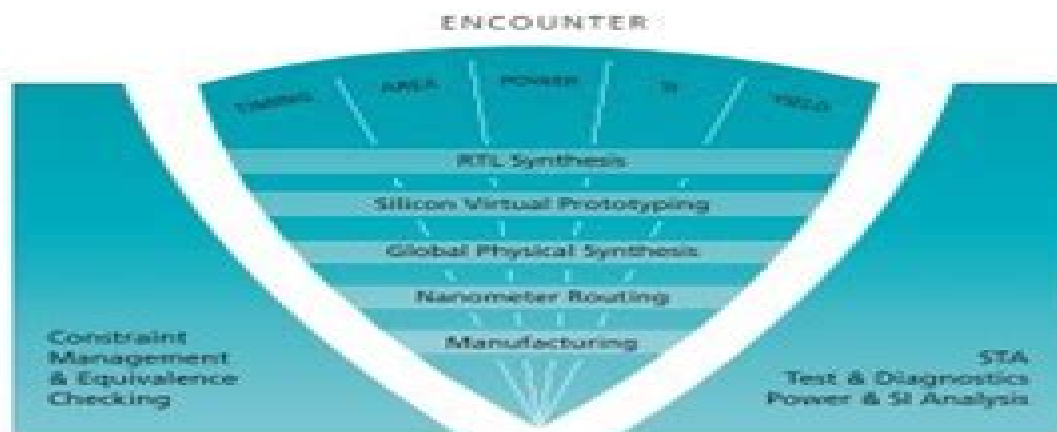 ENCOUNTER
TIMING AREA POWER SI YIELD
RTL Synthesis
Silicon Virtual Prototyping
Global Physical Synthesis
Nanometer Routing
Manufacturing
Constraint
Management
& Equivalence
Checking
STA
Test & Diagnostics
Power & SI Analysis